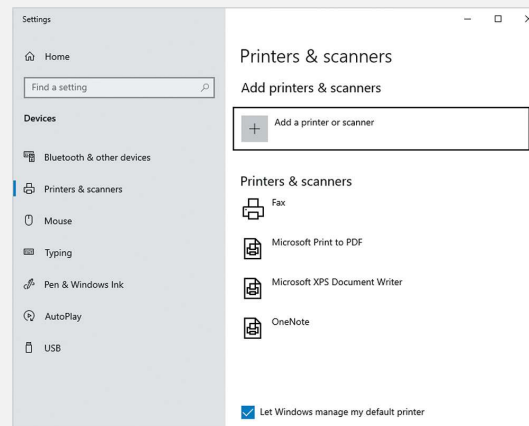 Settings
Home
Find a setting
Devices
Bluetooth & other devices
Printers & scanners
Mouse
Typing
Pen & Windows Ink
AutoPlay
USB
Printers & scanners
Add printers & scanners
Add a printer or scanner
Printers & scanners
Fax
Microsoft Print to PDF
Microsoft XPS Document Writer
OneNote
Let Windows manage my default printer